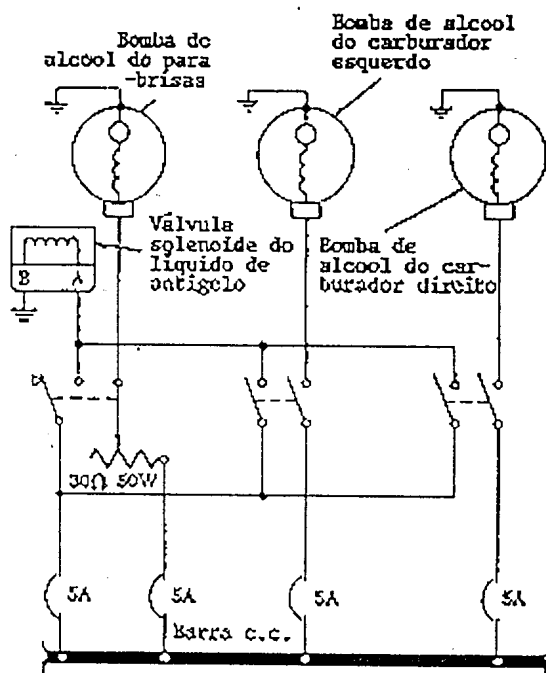 Bomba de
alcool do para
-brisas
Bomba de alcool
do carburador
esquerdo
Válvula
solenoíde do
líquido de
antigelo
B A
Bomba de
alcool do car-
burador direito
30Ω 50W
5A
5A
5A
5A
Barra c.c.